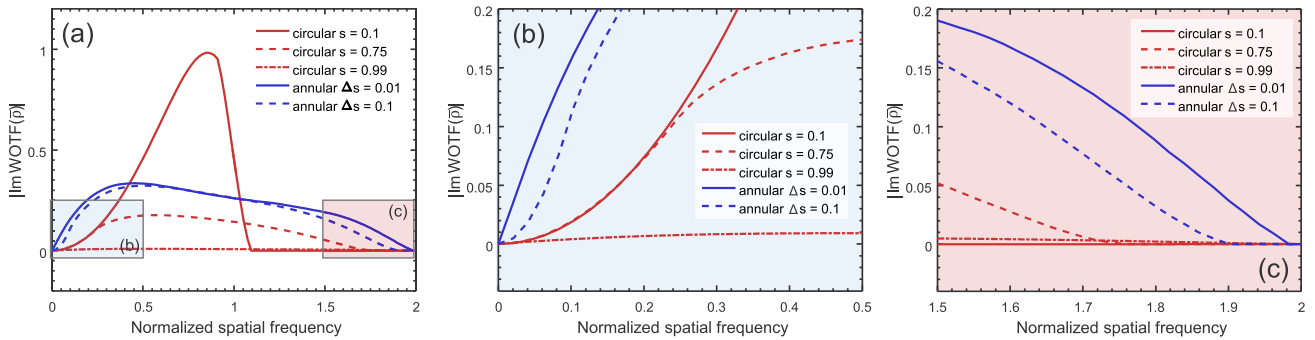 (a)
circular s = 0.1
circular s = 0.75
circular s = 0.99
annular Δs = 0.01
annular Δs = 0.1
1
0.5
0
|Im WOTF(ρ̅)|
(b)
(c)
0 0.5 1 1.5 2
Normalized spatial frequency
(b)
0.2
0.15
0.1
0.05
0
|Im WOTF(ρ̅)|
circular s = 0.1
circular s = 0.75
circular s = 0.99
annular Δs = 0.01
annular Δs = 0.1
0 0.1 0.2 0.3 0.4 0.5
Normalized spatial frequency
0.2
0.15
0.1
0.05
0
|Im WOTF(ρ̅)|
circular s = 0.1
circular s = 0.75
circular s = 0.99
annular Δs = 0.01
annular Δs = 0.1
(c)
1.5 1.6 1.7 1.8 1.9 2
Normalized spatial frequency